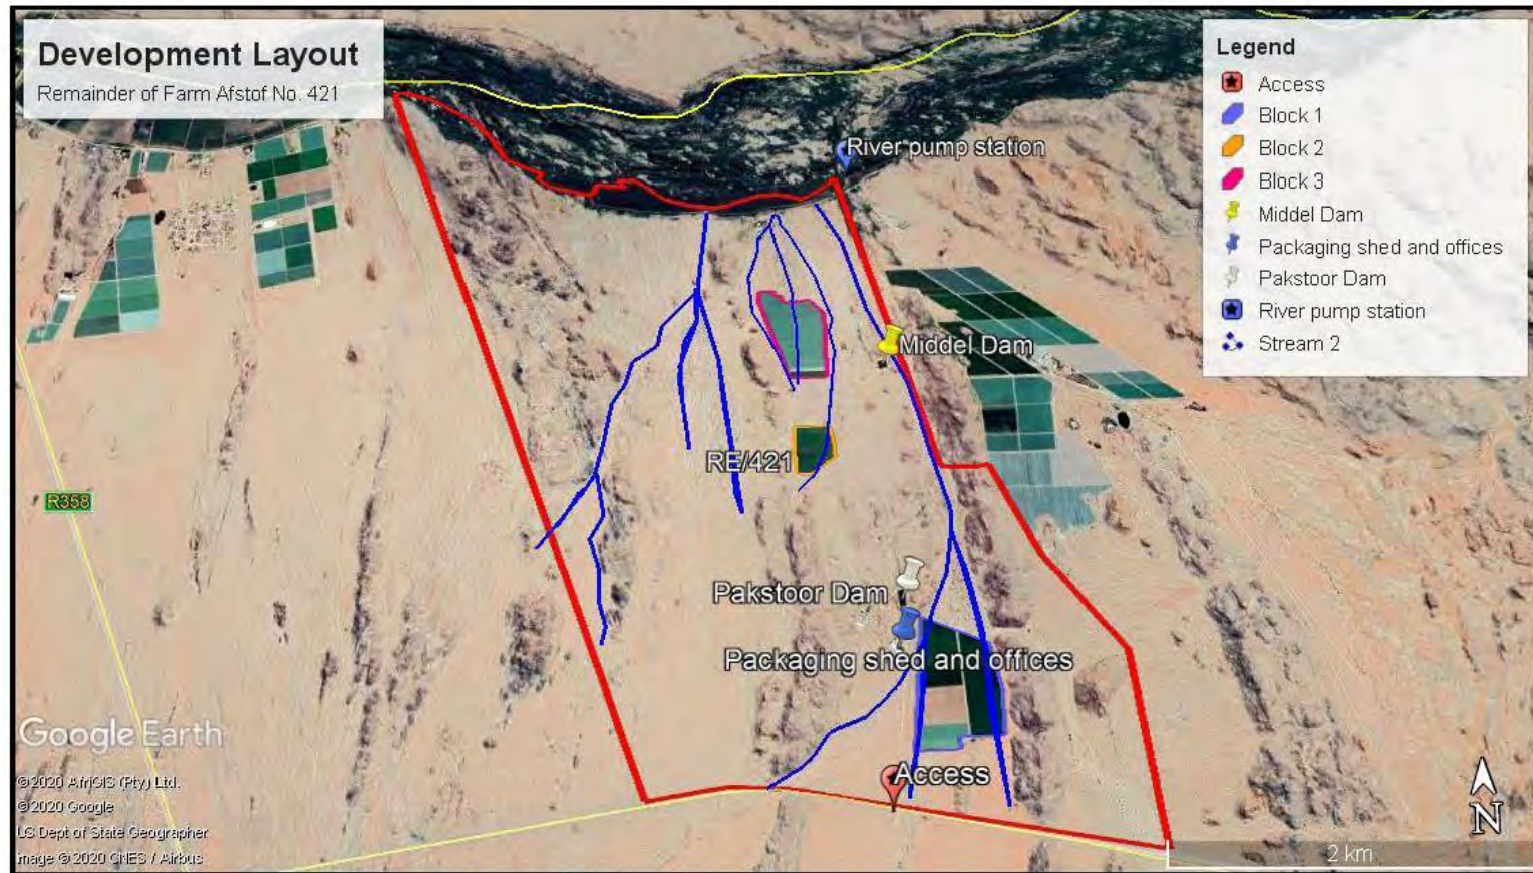 Development Layout
Remainder of Farm Afstof No. 421
Legend
Access
Block 1
Block 2
Block 3
Middel Dam
Packaging shed and offices
Pakstoor Dam
River pump station
Stream 2
River pump station
Middel Dam
RE/421
R358
Pakstoor Dam
Packaging shed and offices
Access
Google Earth
©2020 AfriGIS (Pty) Ltd.
©2020 Google
US Dept of State Geographer
Image ©2020 CNES / Airbus
N
2 km